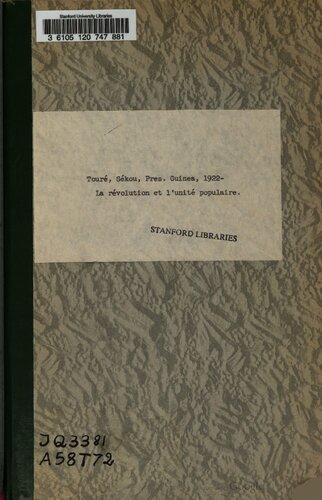 Stanford University Libraries
3 6105 120 747 881
Touré, Sékou, Pres. Guinea, 1922-
La révolution et l'unité populaire.
STANFORD LIBRARIES
JQ3381
A58T72
Google